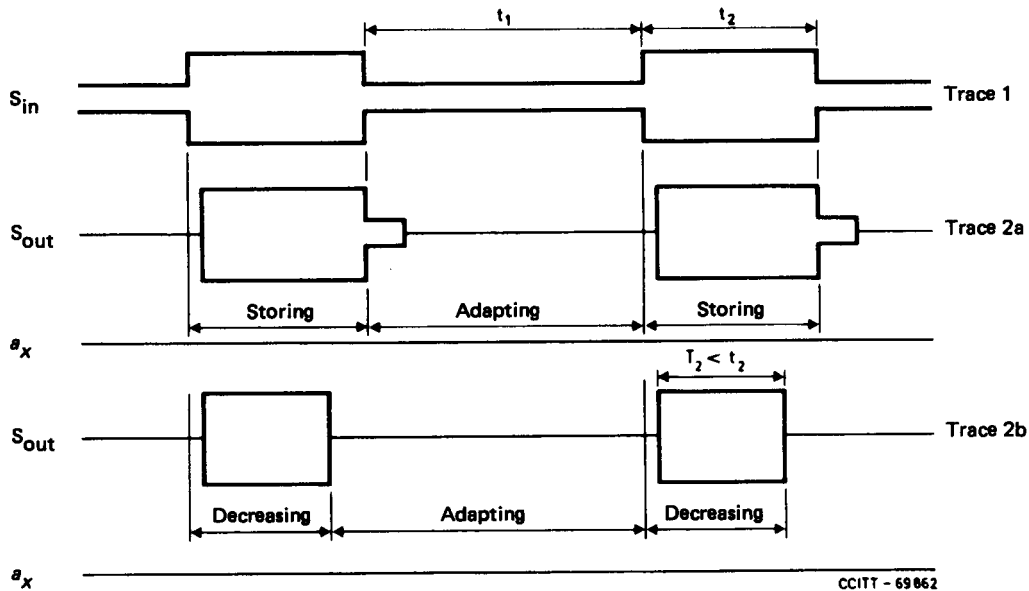 t1 t2
Sin Trace 1
Sout Trace 2a
Storing Adapting Storing
ax
T2 < t2
Sout Trace 2b
Decreasing Adapting Decreasing
ax
CCITT - 69862